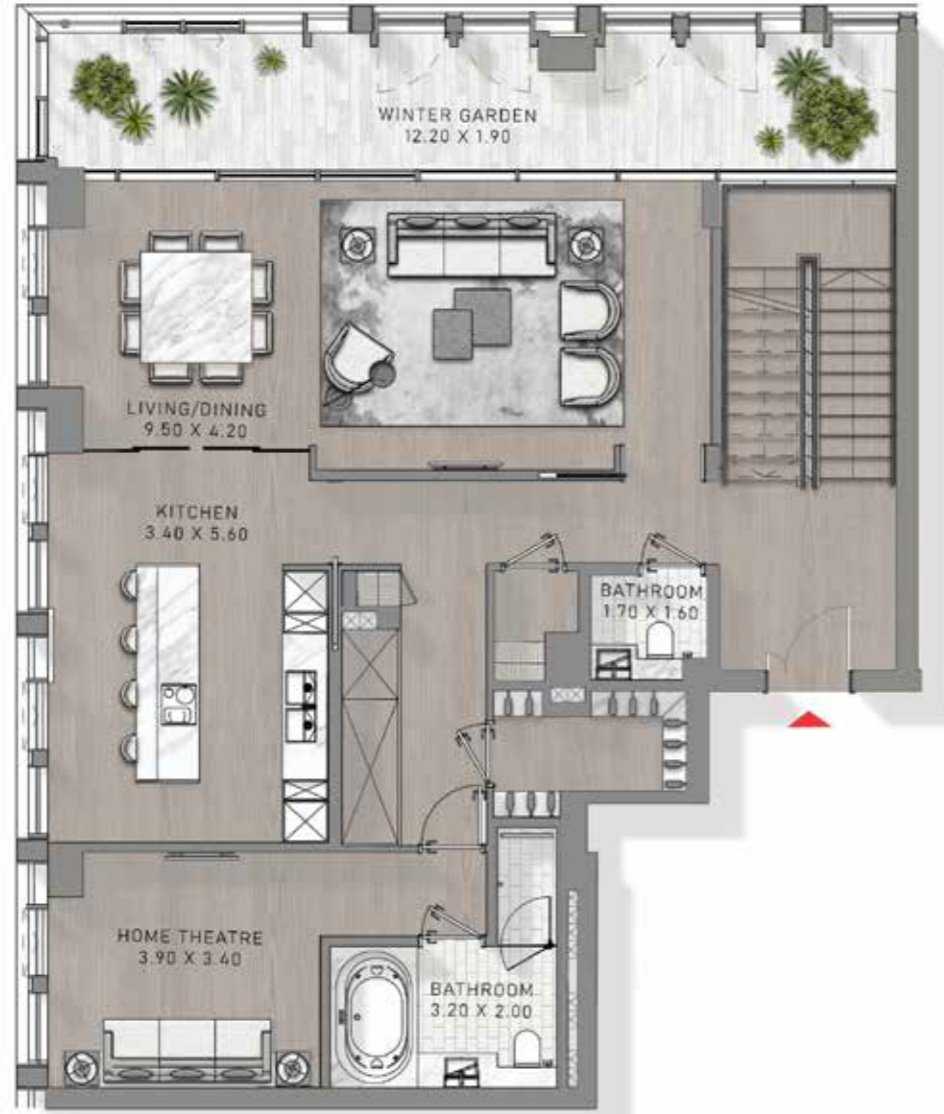 WINTER GARDEN
12.20 X 1.90
LIVING/DINING
9.50 X 4.20
KITCHEN
3.40 X 5.60
BATHROOM
1.70 X 1.60
HOME THEATRE
3.90 X 3.40
BATHROOM
3.20 X 2.00